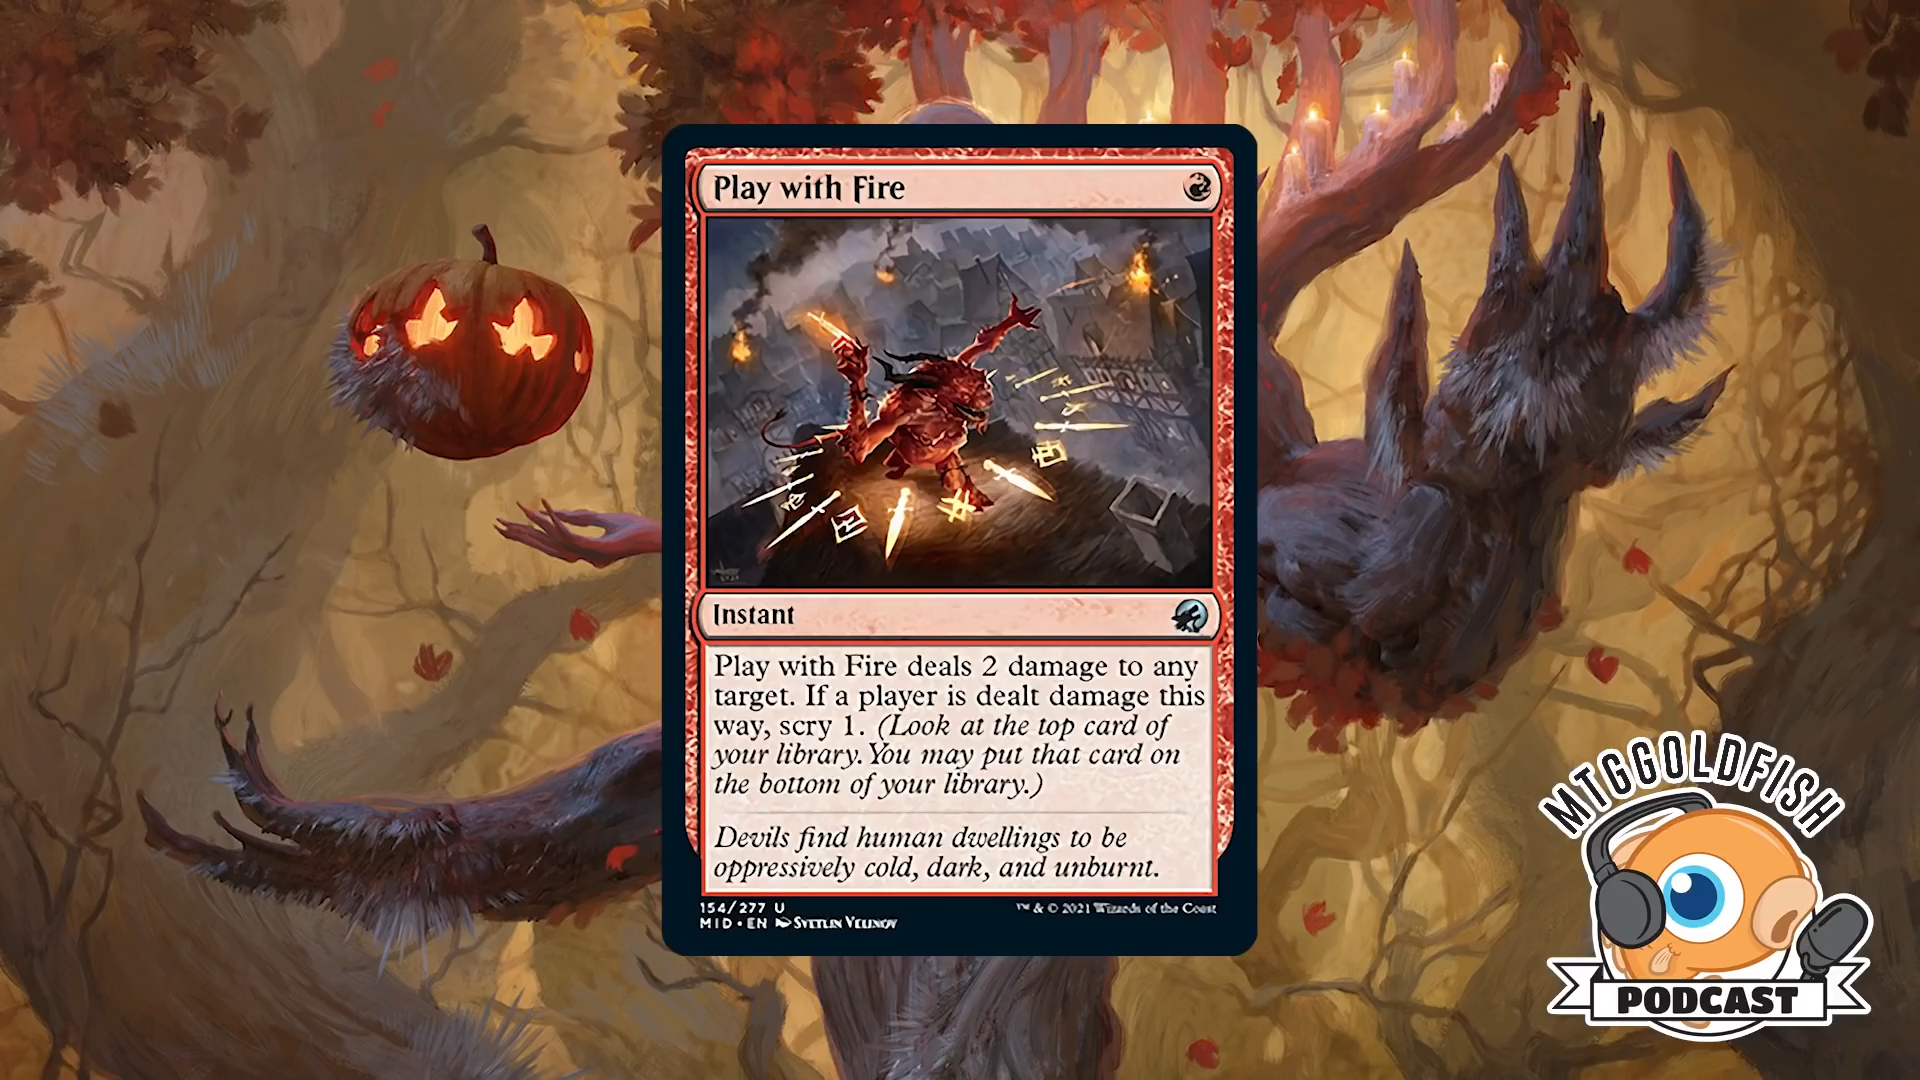 Play with Fire
Instant
Play with Fire deals 2 damage to any
target. If a player is dealt damage this
way, scry 1. (Look at the top card of
your library. You may put that card on
the bottom of your library.)
Devils find human dwellings to be
oppressively cold, dark, and unburnt.
154/277 U
MID • EN Svetlin Velinov
™ & © 2021 Wizards of the Coast
MTGGOLDFISH
PODCAST